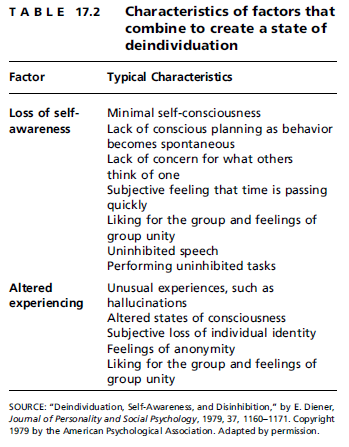 TABLE 17.2 Characteristics of factors that
combine to create a state of
deindividuation
Factor Typical Characteristics
Loss of self- Minimal self-consciousness
awareness Lack of conscious planning as behavior
becomes spontaneous
Lack of concern for what others
think of one
Subjective feeling that time is passing
quickly
Liking for the group and feelings of
group unity
Uninhibited speech
Performing uninhibited tasks
Altered Unusual experiences, such as
experiencing hallucinations
Altered states of consciousness
Subjective loss of individual identity
Feelings of anonymity
Liking for the group and feelings of
group unity
SOURCE: "Deindividuation, Self-Awareness, and Disinhibition," by E. Diener,
Journal of Personality and Social Psychology, 1979, 37, 1160–1171. Copyright
1979 by the American Psychological Association. Adapted by permission.